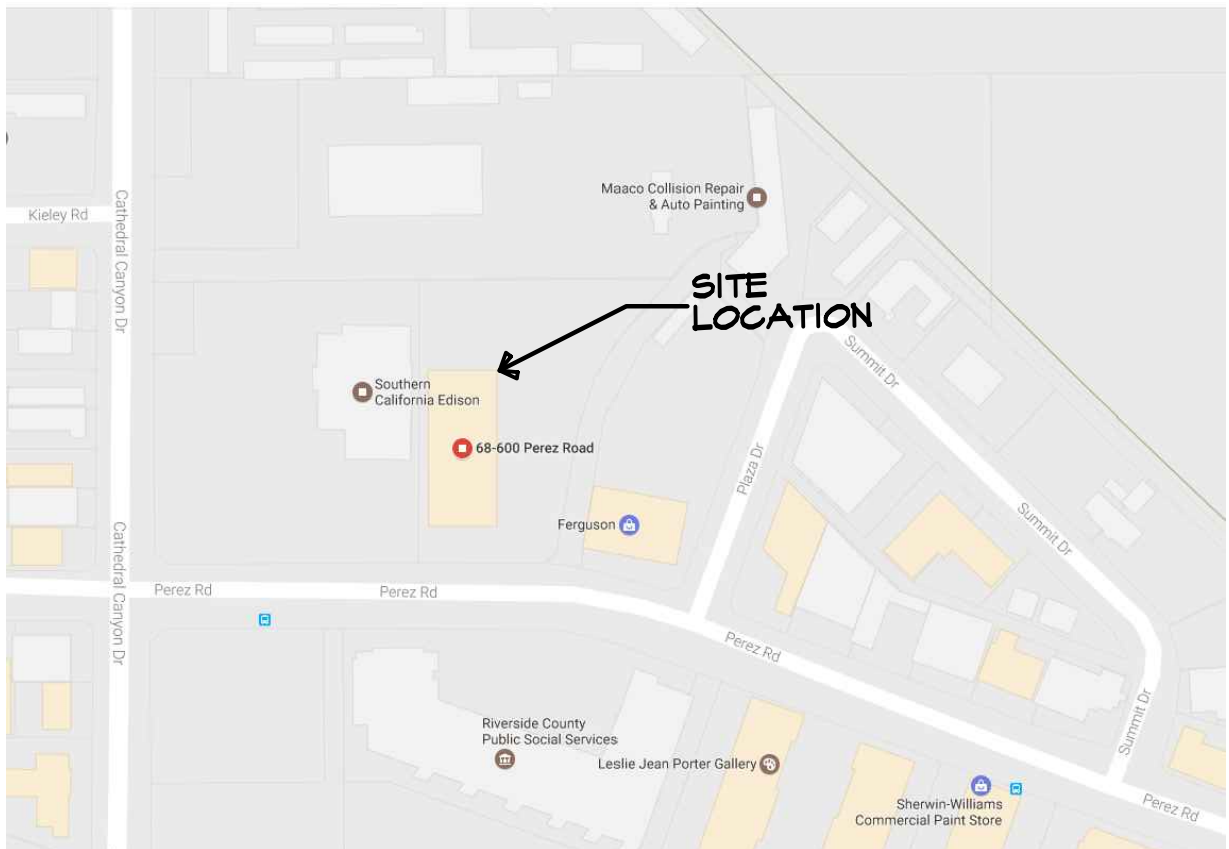 Kieley Rd
Cathedral Canyon Dr
Maaco Collision Repair
& Auto Painting
SITE
LOCATION
Summit Dr
Southern
California Edison
68-600 Perez Road
Plaza Dr
Ferguson
Summit Dr
Cathedral Canyon Dr
Perez Rd
Perez Rd
Perez Rd
Summit Dr
Riverside County
Public Social Services
Leslie Jean Porter Gallery
Sherwin-Williams
Commercial Paint Store
Perez Rd